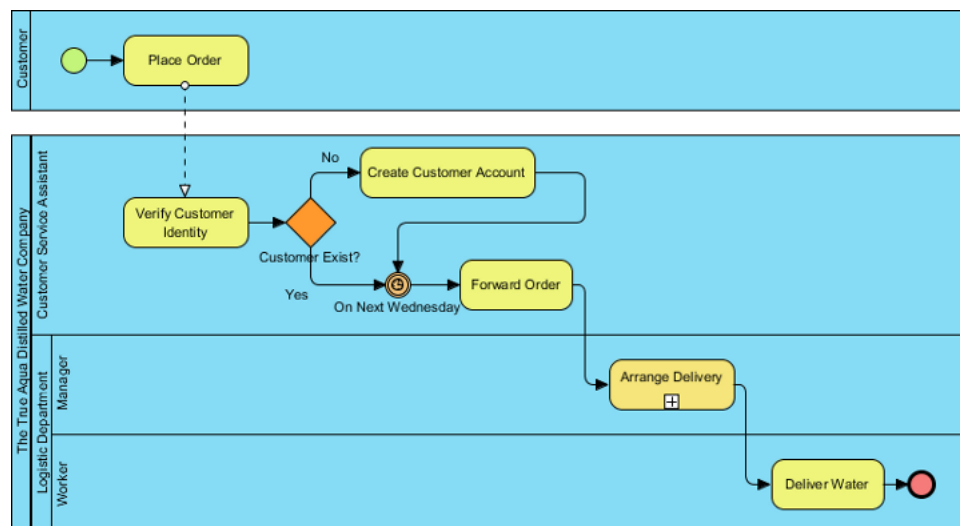 Customer
Place Order
The True Aqua Distilled Water Company
Customer Service Assistant
No
Create Customer Account
Verify Customer
Identity
Customer Exist?
Yes
On Next Wednesday
Forward Order
Logistic Department
Manager
Arrange Delivery
Worker
Deliver Water